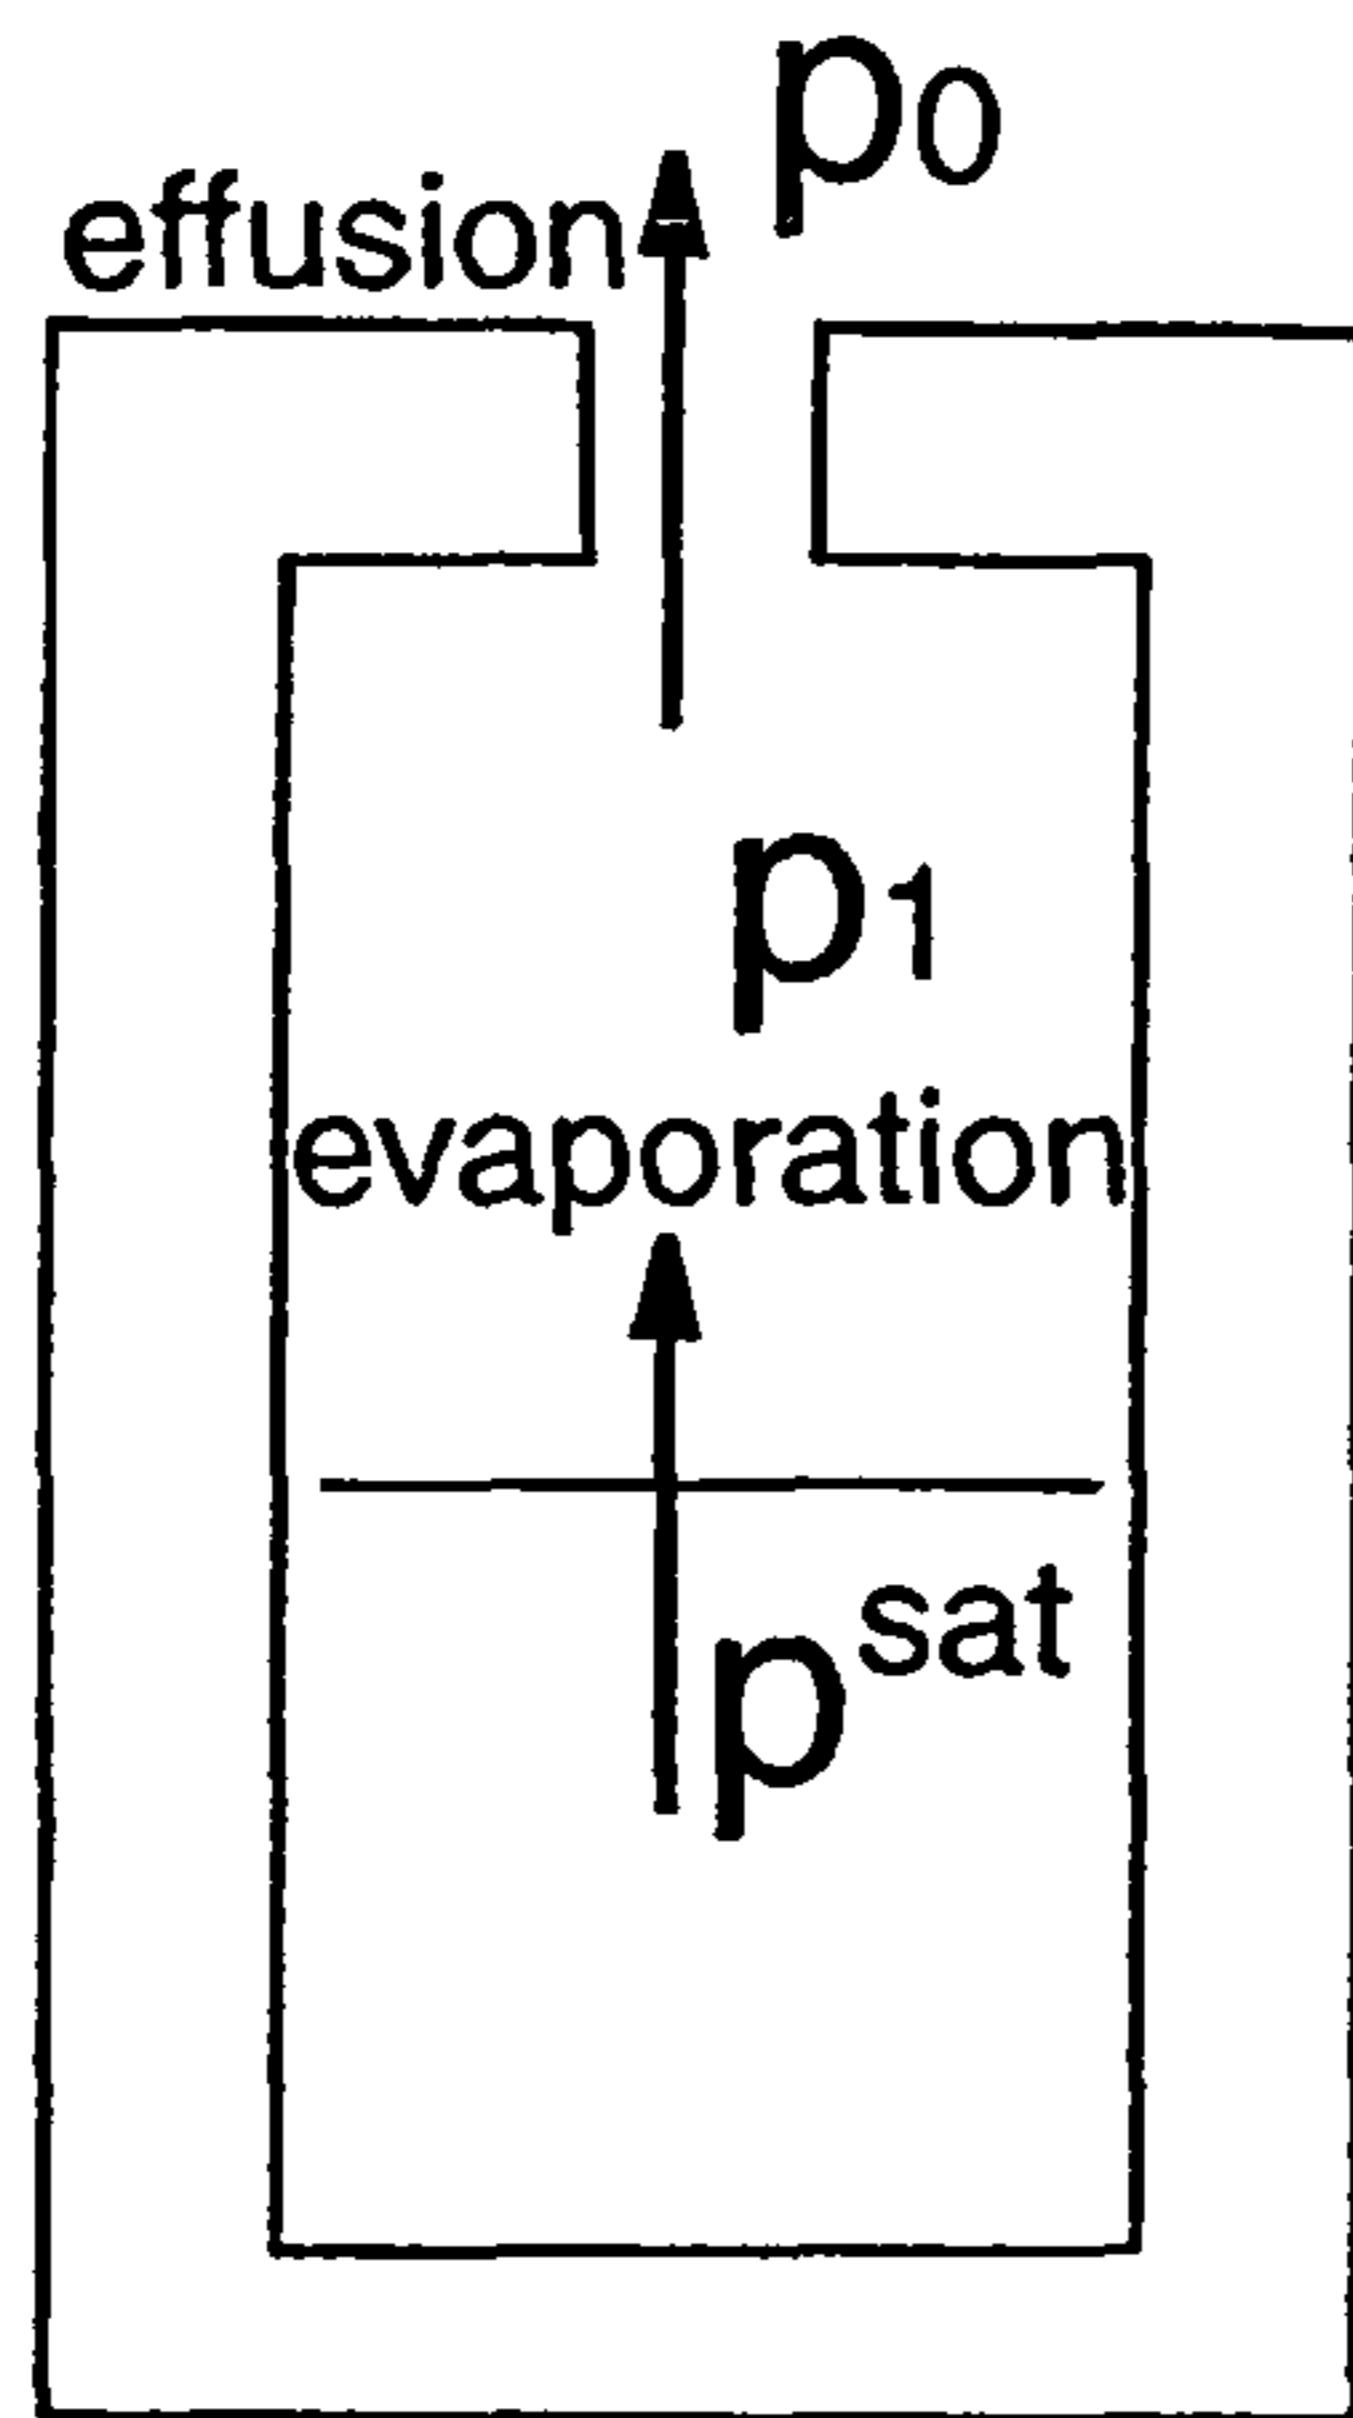 p₀
effusion
p₁
evaporation
pˢᵃᵗ